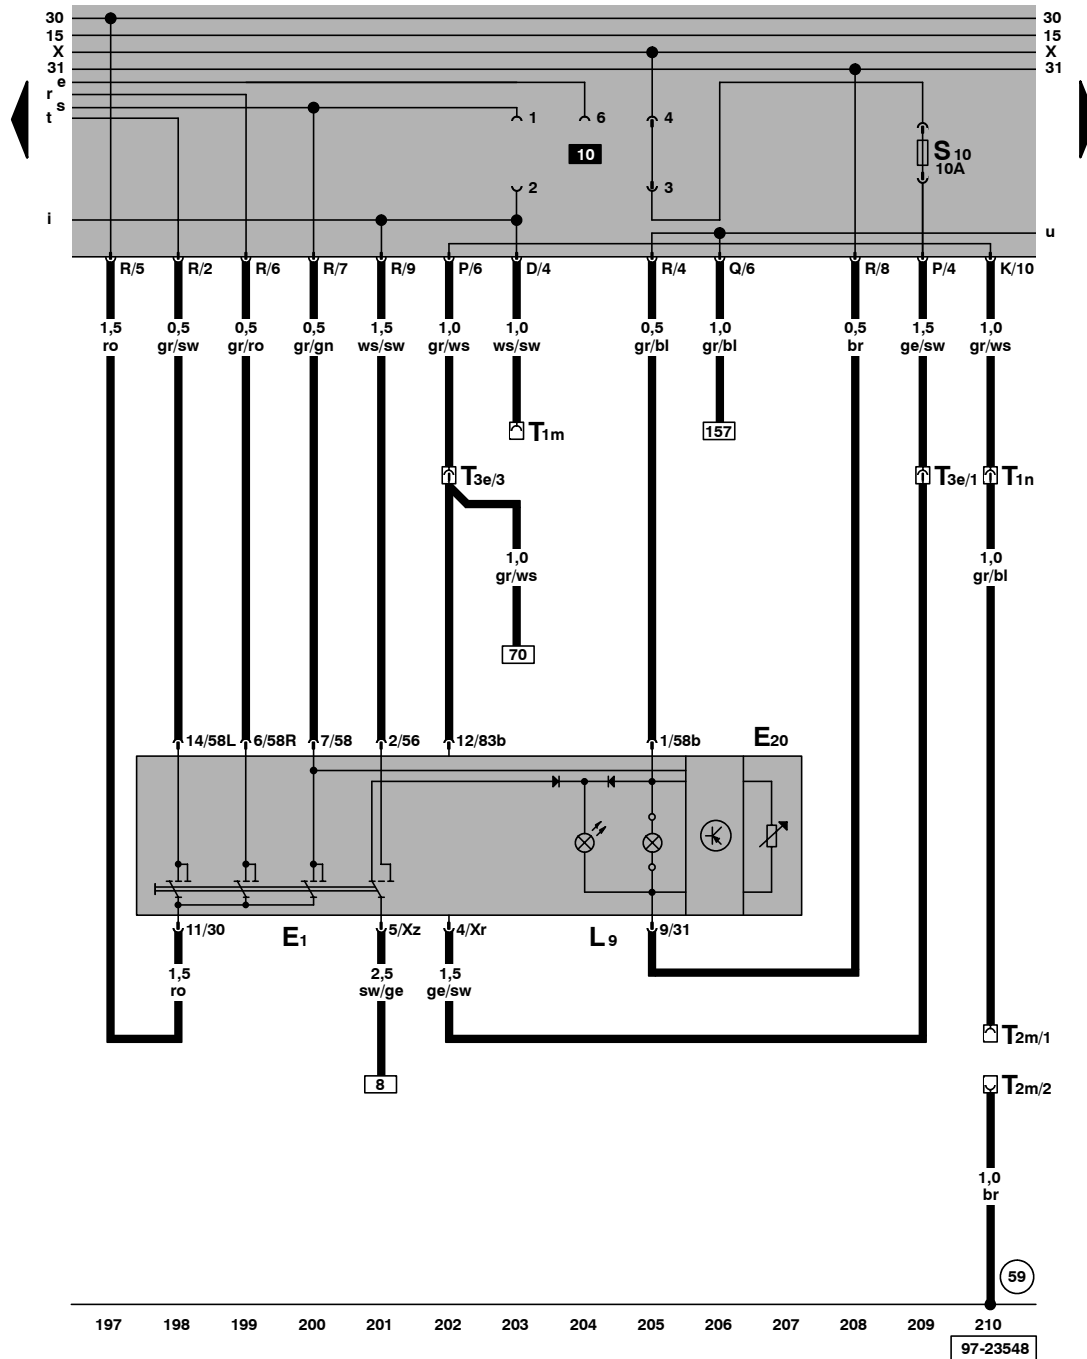 30 30
15 15
X X
31 31
e
r
s
t
1 6 4
10
S 10
10A
2 3
i u
R/5 R/2 R/6 R/7 R/9 P/6 D/4 R/4 Q/6 R/8 P/4 K/10
1,5 0,5 0,5 0,5 1,5 1,0 1,0 0,5 1,0 0,5 1,5 1,0
ro gr/sw gr/ro gr/gn ws/sw gr/ws ws/sw gr/bl gr/bl br ge/sw gr/ws
T1m 157
T3e/3 T3e/1 T1n
1,0 1,0
gr/ws gr/bl
70
14/58L 6/58R 7/58 2/56 12/83b 1/58b E20
11/30 E1 5/Xz 4/Xr L9 9/31
1,5 2,5 1,5
ro sw/ge ge/sw
T2m/1
8 T2m/2
1,0
br
59
197 198 199 200 201 202 203 204 205 206 207 208 209 210
97-23548